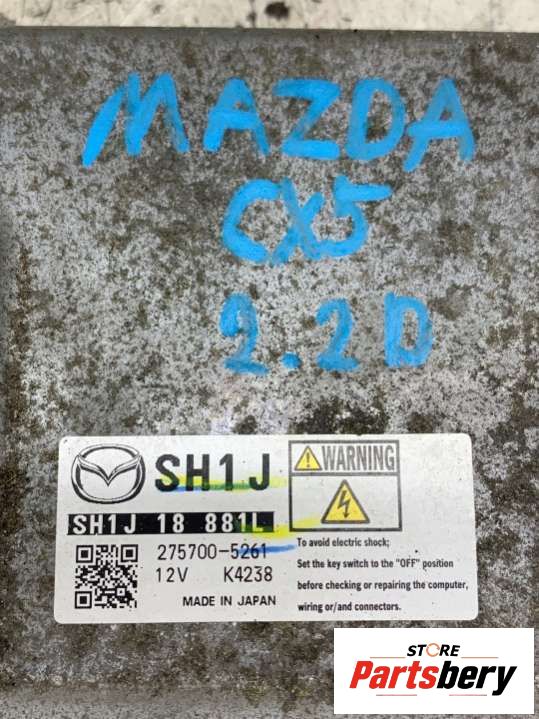 MAZDA
CX5
2.2D
SH1J
SH1J 18 881L
275700-5261
12V K4238
MADE IN JAPAN
WARNING
To avoid electric shock;
Set the key switch to the "OFF" position
before checking or repairing the computer,
wiring or/and connectors.
STORE
Partsbery